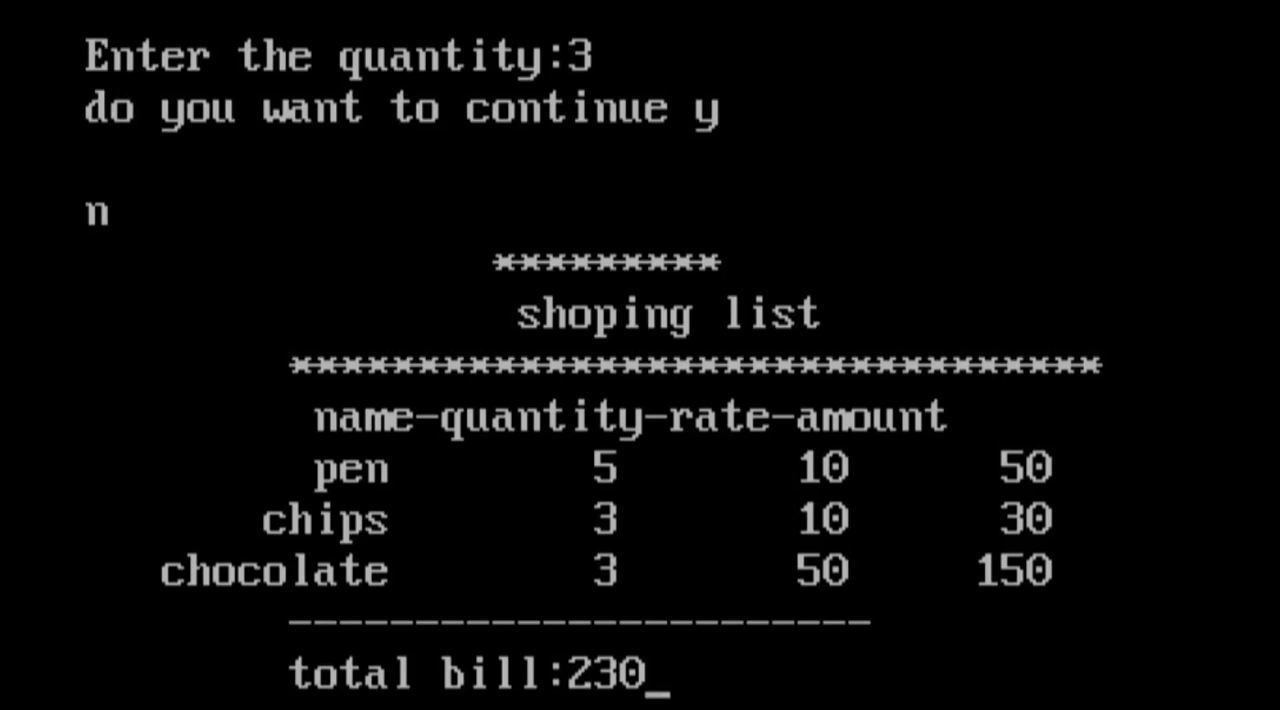 Enter the quantity:3
do you want to continue y
n
*********
shoping list
********************************
name-quantity-rate-amount
pen 5 10 50
chips 3 10 30
chocolate 3 50 150
-----------------------
total bill:230_